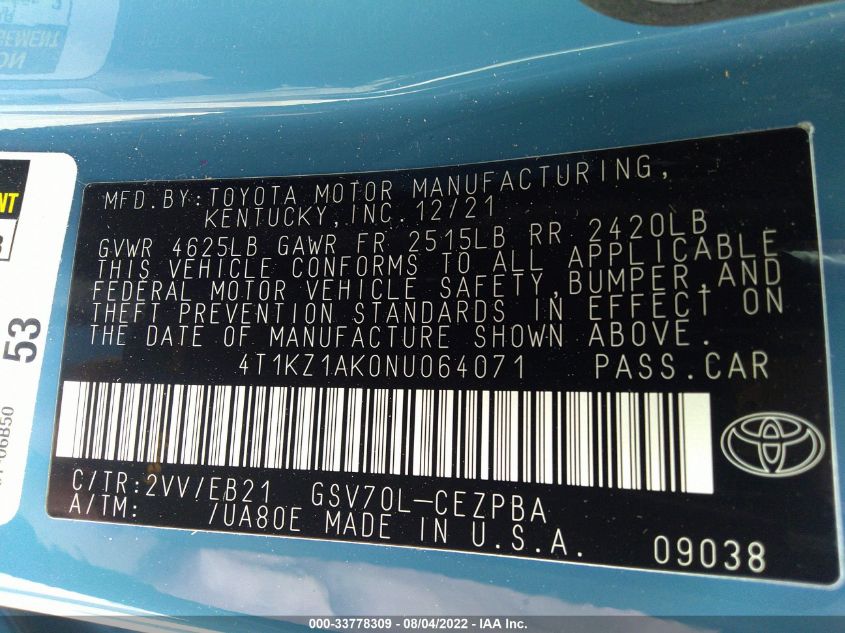 MFD.BY:TOYOTA MOTOR MANUFACTURING,
KENTUCKY,INC.12/21
GVWR 4625LB GAWR FR 2515LB RR 2420LB
THIS VEHICLE CONFORMS TO ALL APPLICABLE
FEDERAL MOTOR VEHICLE SAFETY,BUMPER,AND
THEFT PREVENTION STANDARDS IN EFFECT ON
THE DATE OF MANUFACTURE SHOWN ABOVE.
4T1KZ1AK0NU064071 PASS.CAR
C/TR:2VV/EB21 GSV70L-CEZPBA
A/TM: /UA80E MADE IN U.S.A.
09038
53
06B50
000-33778309 - 08/04/2022 - IAA Inc.